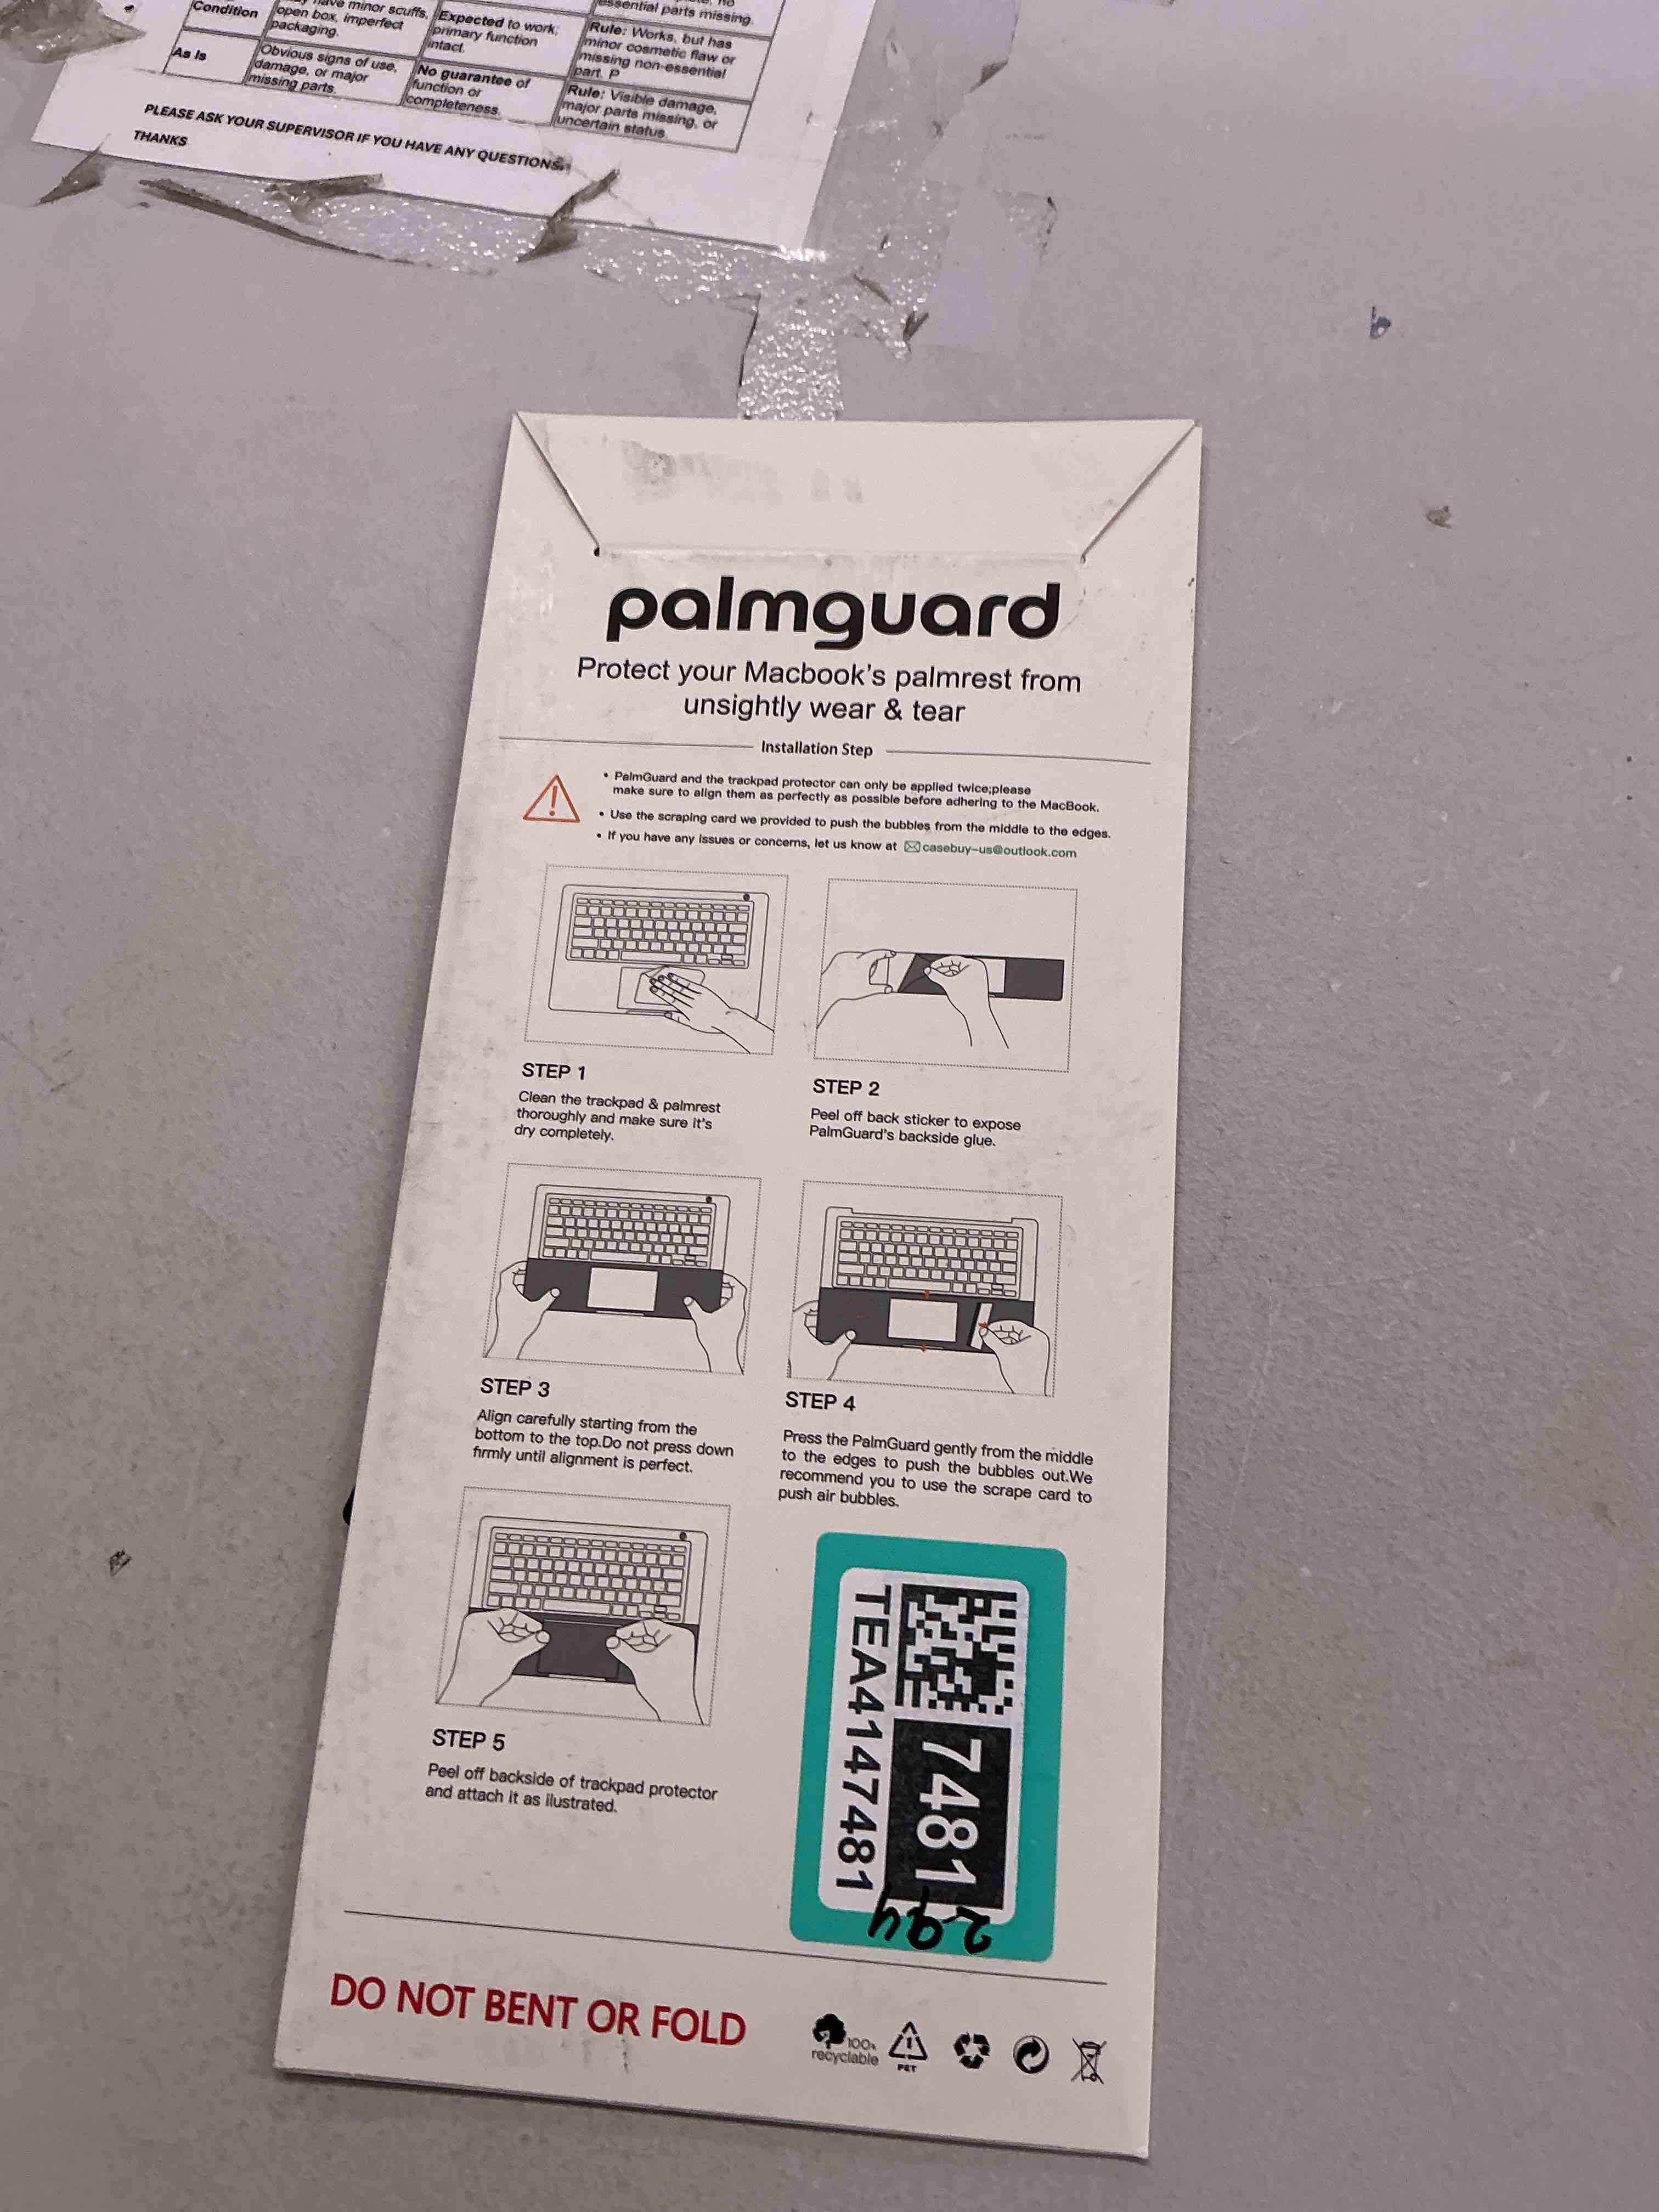 essential parts missing.
Condition
have minor scuffs,
open box, imperfect
packaging.
Expected to work,
primary function
intact.
Rule: Works, but has
minor cosmetic flaw or
missing non-essential
part. P
As Is
Obvious signs of use,
damage, or major
missing parts.
No guarantee of
function or
completeness.
Rule: Visible damage,
major parts missing, or
uncertain status.
PLEASE ASK YOUR SUPERVISOR IF YOU HAVE ANY QUESTIONS.
THANKS
palmguard
Protect your Macbook's palmrest from
unsightly wear & tear
Installation Step
• PalmGuard and the trackpad protector can only be applied twice;please
make sure to align them as perfectly as possible before adhering to the MacBook.
• Use the scraping card we provided to push the bubbles from the middle to the edges.
• If you have any issues or concerns, let us know at casebuy-us@outlook.com
STEP 1
Clean the trackpad & palmrest
thoroughly and make sure it's
dry completely.
STEP 2
Peel off back sticker to expose
PalmGuard's backside glue.
STEP 3
Align carefully starting from the
bottom to the top.Do not press down
firmly until alignment is perfect.
STEP 4
Press the PalmGuard gently from the middle
to the edges to push the bubbles out.We
recommend you to use the scrape card to
push air bubbles.
STEP 5
Peel off backside of trackpad protector
and attach it as ilustrated.
7481
TEA4147481
294
DO NOT BENT OR FOLD
100%
recyclable
PET